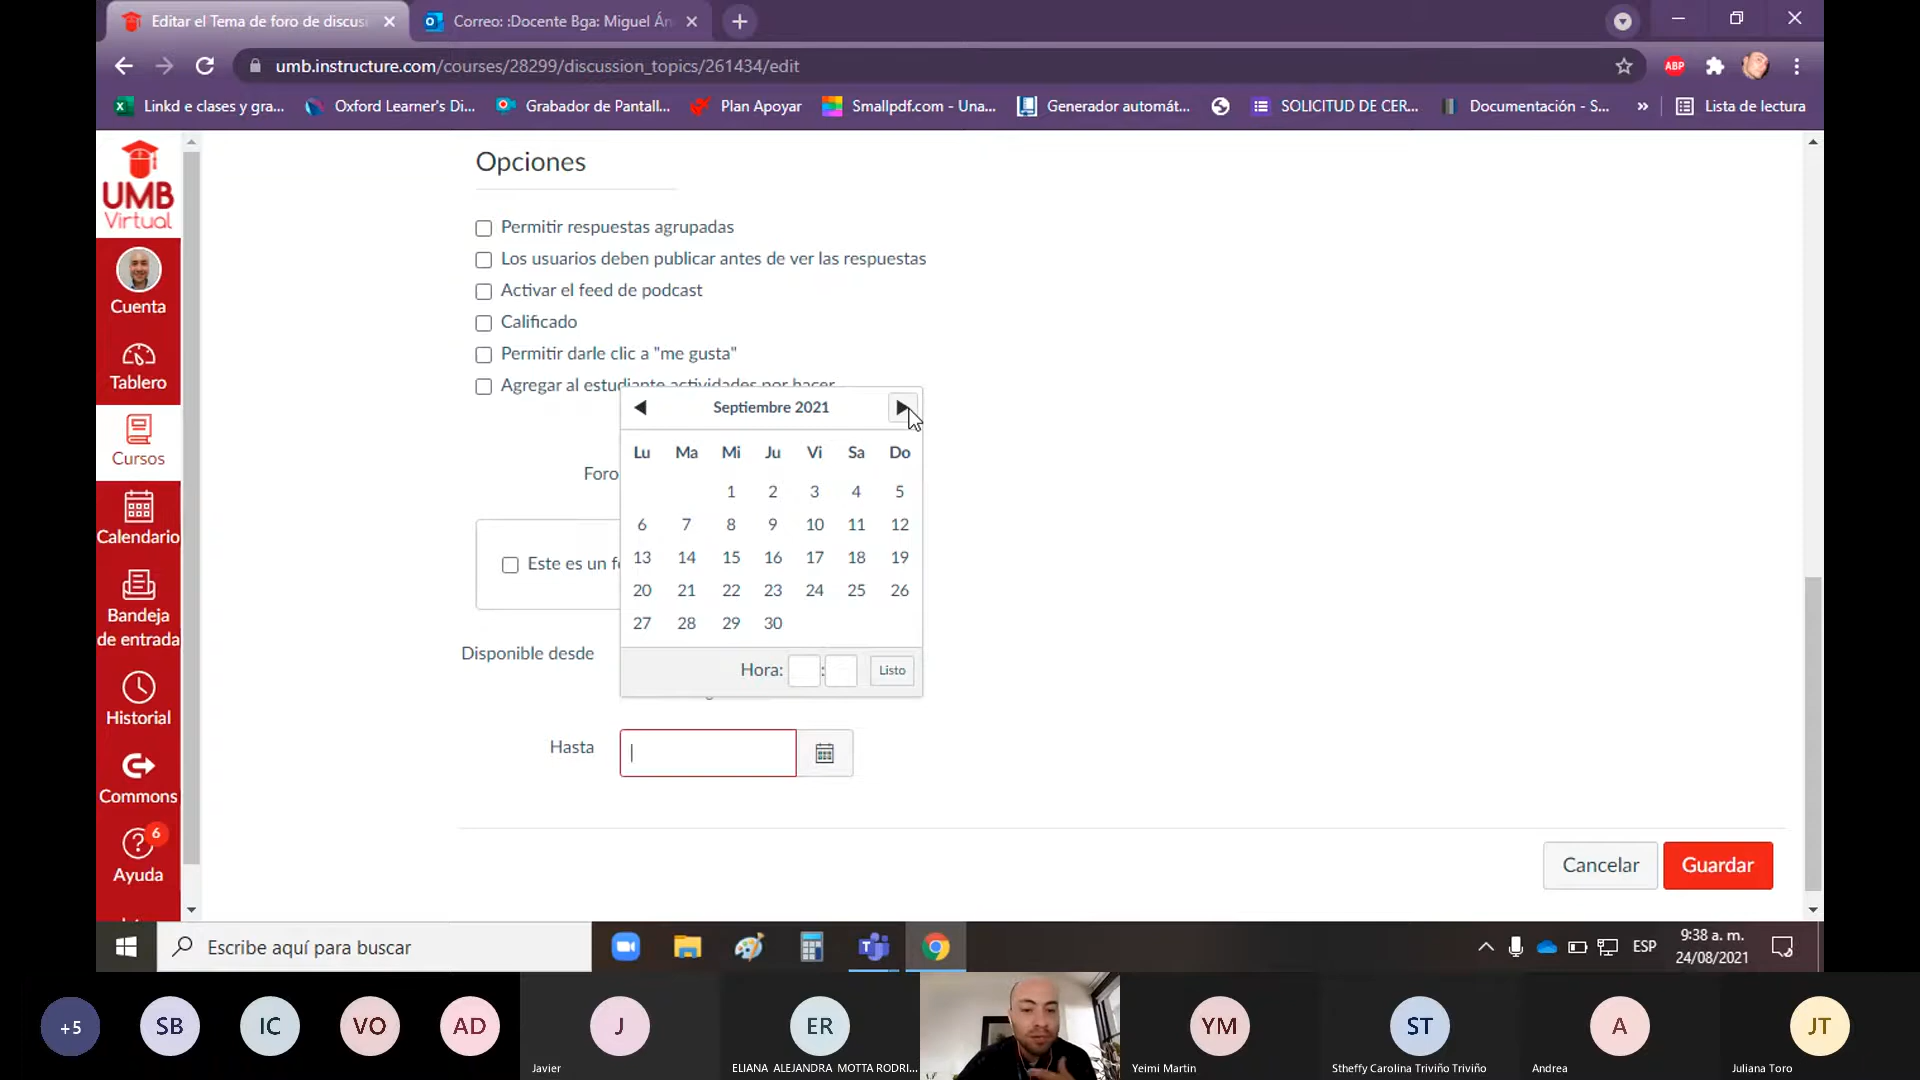 Editar el Tema de foro de discus
Correo: :Docente Bga: Miguel Án
umb.instructure.com/courses/28299/discussion_topics/261434/edit
ABP
Linkd e clases y gra...
Oxford Learner's Di...
Grabador de Pantall...
Plan Apoyar
Smallpdf.com - Una...
Generador automát...
SOLICITUD DE CER...
Documentación - S...
»
Lista de lectura
UMB
Virtual
Cuenta
Tablero
Cursos
Calendario
Bandeja
de entrada
Historial
Commons
6
Ayuda
Opciones
Permitir respuestas agrupadas
Los usuarios deben publicar antes de ver las respuestas
Activar el feed de podcast
Calificado
Permitir darle clic a "me gusta"
Agregar al estudiante actividades por hacer
Septiembre 2021
Lu Ma Mi Ju Vi Sa Do
1 2 3 4 5
6 7 8 9 10 11 12
13 14 15 16 17 18 19
20 21 22 23 24 25 26
27 28 29 30
Hora: : Listo
Foro
Este es un f
Disponible desde
Hasta
Cancelar
Guardar
Escribe aquí para buscar
ESP
9:38 a. m.
24/08/2021
+5
SB
IC
VO
AD
J
Javier
ER
ELIANA ALEJANDRA MOTTA RODRI...
YM
Yeimi Martin
ST
Stheffy Carolina Triviño Triviño
A
Andrea
JT
Juliana Toro